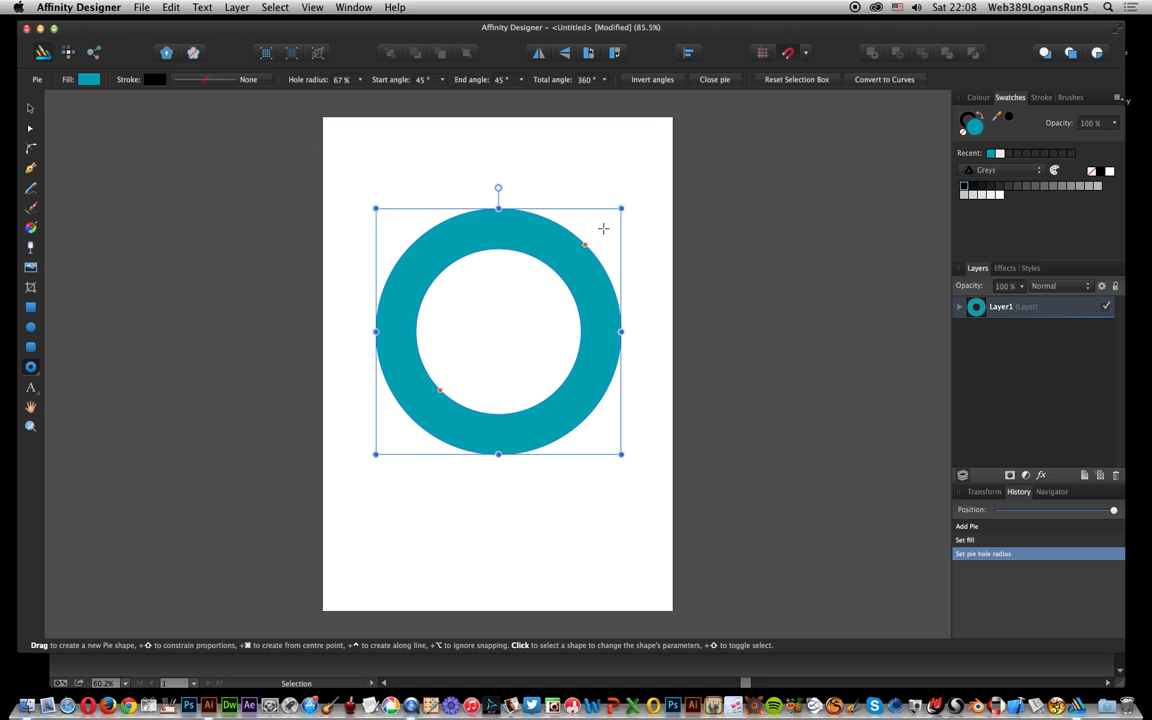 Affinity Designer File Edit Text Layer Select View Window Help Sat 22:08 Web389LogansRun5
Affinity Designer - <Untitled> [Modified] (85.5%)
Pie Fill: Stroke: None Hole radius: 67 % Start angle: 45 ° End angle: 45 ° Total angle: 360 ° Invert angles Close pie Reset Selection Box Convert to Curves
Colour Swatches Stroke Brushes
Opacity: 100 %
Recent:
Greys
Layers Effects Styles
Opacity: 100 % Normal
Layer1 (Layer)
fx
Transform History Navigator
Position:
Add Pie
Set fill
Set pie hole radius
Drag to create a new Pie shape, +⇧ to constrain proportions, +⌘ to create from centre point, +^ to create along line, +⌥ to ignore snapping. Click to select a shape to change the shape's parameters, +⇧ to toggle select.
60.2% 1 Selection